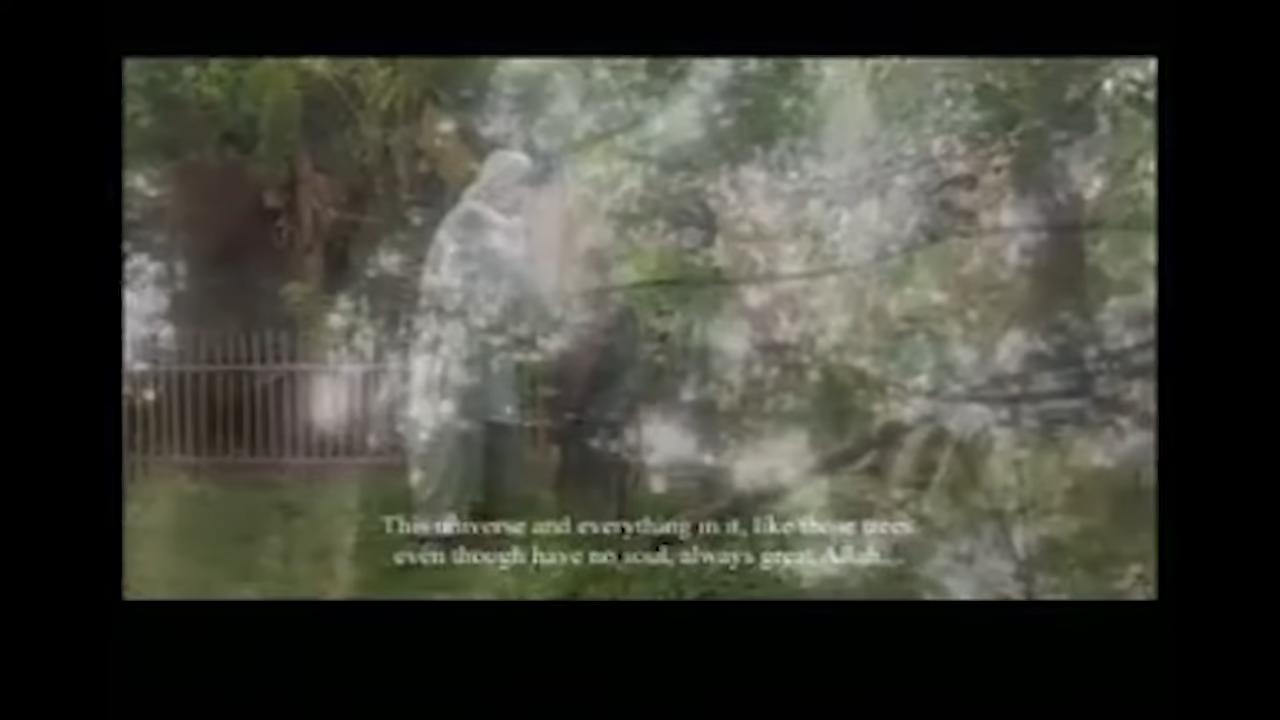 This universe and everything in it, like those trees
even though have no soul, always great Allah...